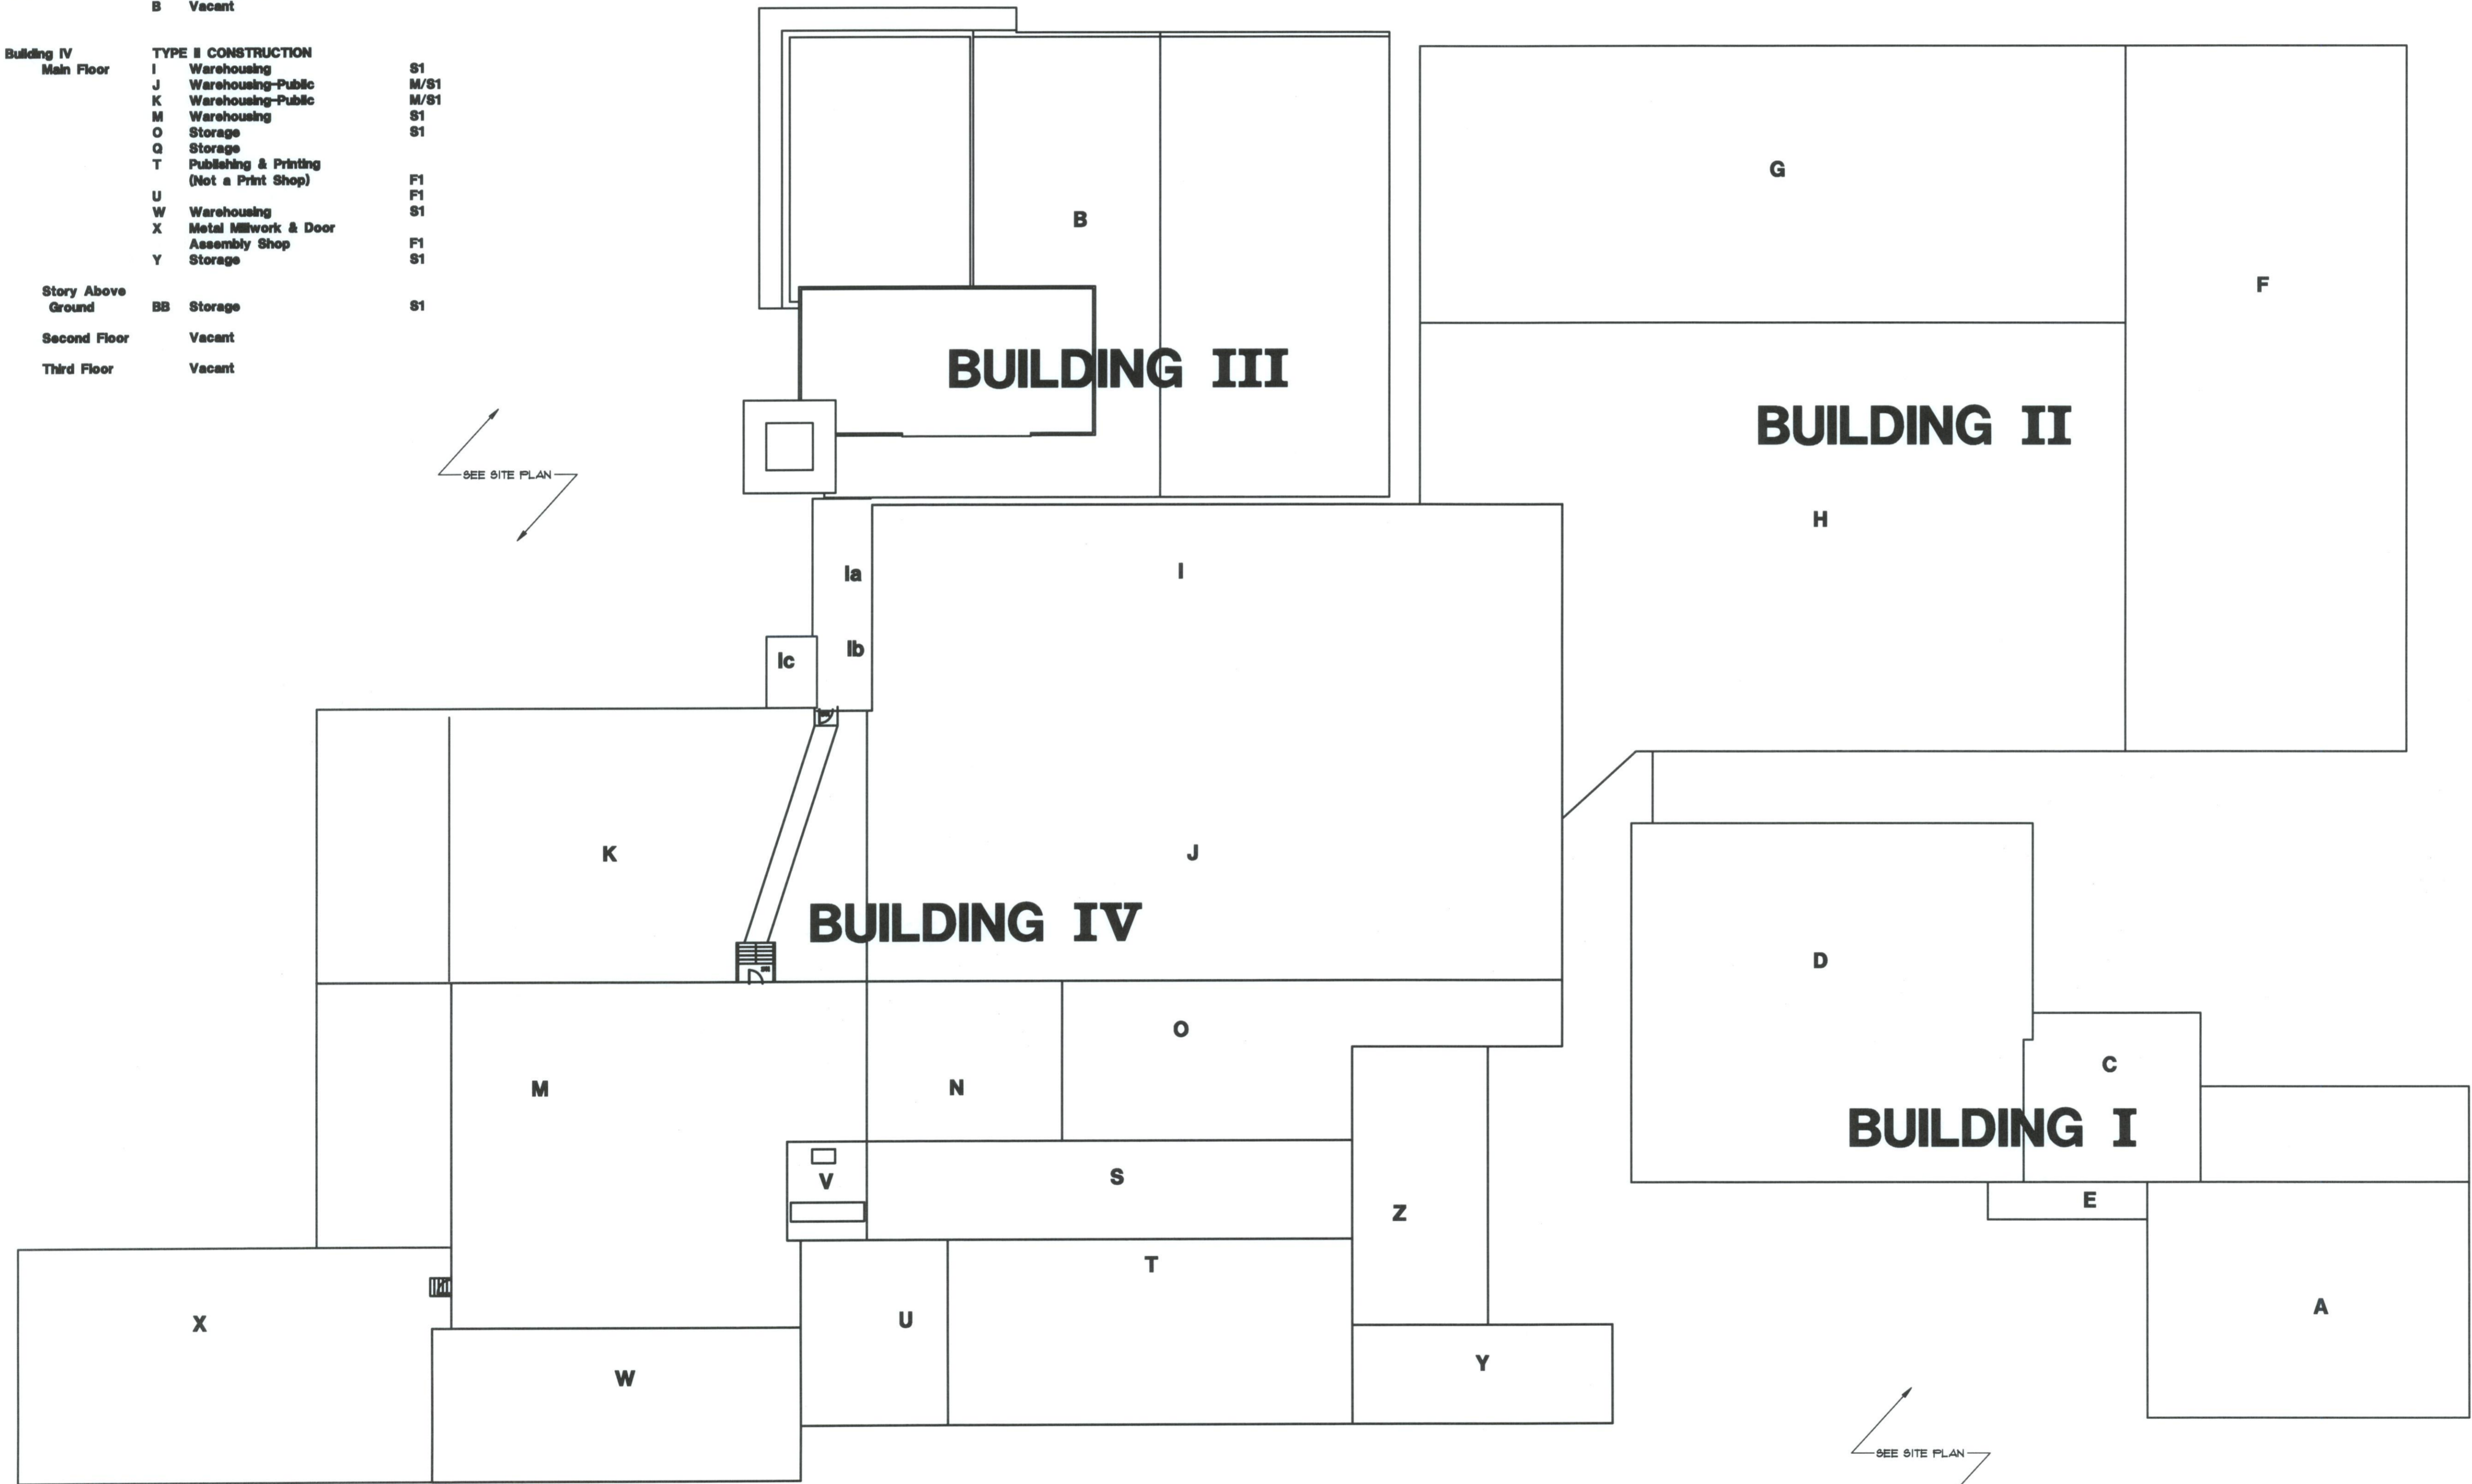 B Vacant
Building IV TYPE II CONSTRUCTION
Main Floor I Warehousing S1
J Warehousing-Public M/S1
K Warehousing-Public M/S1
M Warehousing S1
O Storage S1
Q Storage
T Publishing & Printing
(Not a Print Shop) F1
U F1
W Warehousing S1
X Metal Millwork & Door
Assembly Shop F1
Y Storage S1
Story Above
Ground BB Storage S1
Second Floor Vacant
Third Floor Vacant
SEE SITE PLAN
B
BUILDING III
G
F
BUILDING II
H
Ia
I
Ib
Ic
K
J
BUILDING IV
D
O
C
M
N
BUILDING I
V
S
E
Z
T
X
U
A
W
Y
SEE SITE PLAN